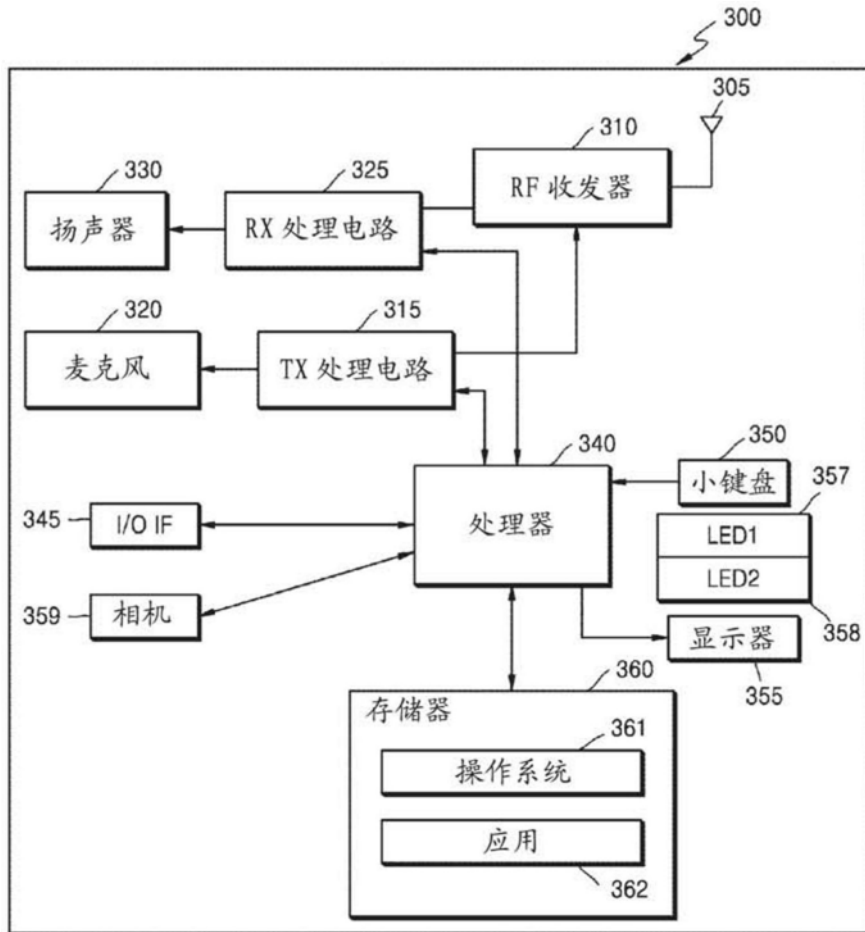 300
305
310
RF 收发器
330
325
扬声器
RX 处理电路
320
315
麦克风
TX 处理电路
340
350
处理器
小键盘
357
345
I/O IF
LED1
LED2
359
相机
358
显示器
355
360
存储器
361
操作系统
应用
362